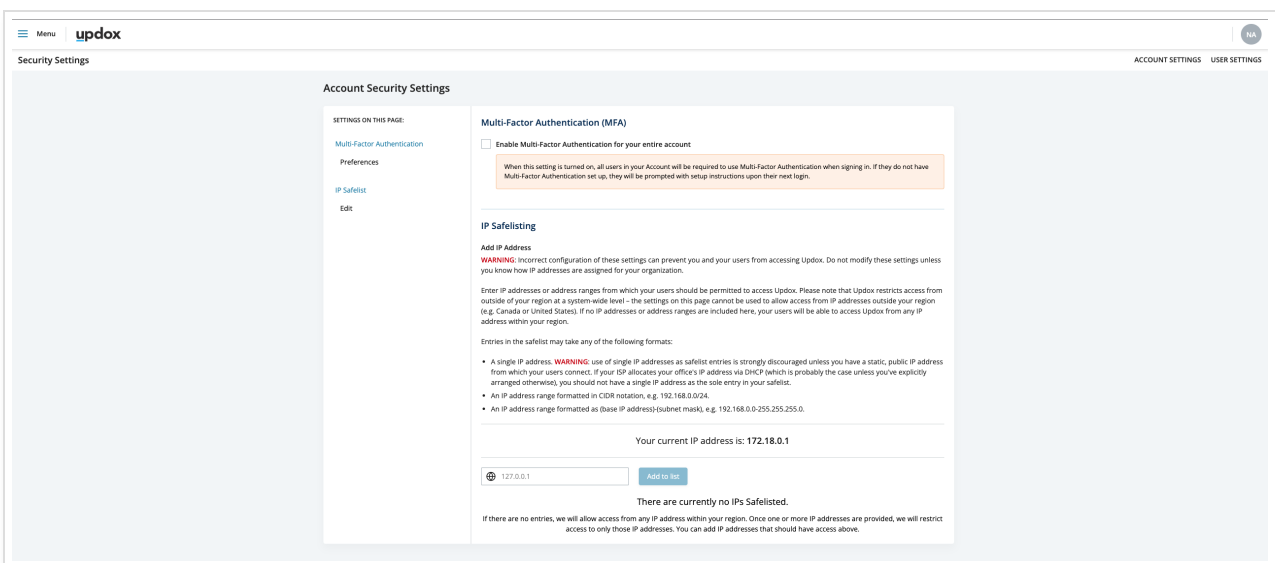 Menu
updox
NA
Security Settings
ACCOUNT SETTINGS USER SETTINGS
Account Security Settings
SETTINGS ON THIS PAGE:
Multi-Factor Authentication
Preferences
IP Safelist
Edit
Multi-Factor Authentication (MFA)
Enable Multi-Factor Authentication for your entire account
When this setting is turned on, all users in your Account will be required to use Multi-Factor Authentication when signing in. If they do not have
Multi-Factor Authentication set up, they will be prompted with setup instructions upon their next login.
IP Safelisting
Add IP Address
WARNING: Incorrect configuration of these settings can prevent you and your users from accessing Updox. Do not modify these settings unless
you know how IP addresses are assigned for your organization.
Enter IP addresses or address ranges from which your users should be permitted to access Updox. Please note that Updox restricts access from
outside of your region at a system-wide level – the settings on this page cannot be used to allow access from IP addresses outside your region
(e.g. Canada or United States). If no IP addresses or address ranges are included here, your users will be able to access Updox from any IP
address within your region.
Entries in the safelist may take any of the following formats:
• A single IP address. WARNING: use of single IP addresses as safelist entries is strongly discouraged unless you have a static, public IP address
from which your users connect. If your ISP allocates your office's IP address via DHCP (which is probably the case unless you've explicitly
arranged otherwise), you should not have a single IP address as the sole entry in your safelist.
• An IP address range formatted in CIDR notation, e.g. 192.168.0.0/24.
• An IP address range formatted as (base IP address)-(subnet mask), e.g. 192.168.0.0-255.255.255.0.
Your current IP address is: 172.18.0.1
127.0.0.1
Add to list
There are currently no IPs Safelisted.
If there are no entries, we will allow access from any IP address within your region. Once one or more IP addresses are provided, we will restrict
access to only those IP addresses. You can add IP addresses that should have access above.